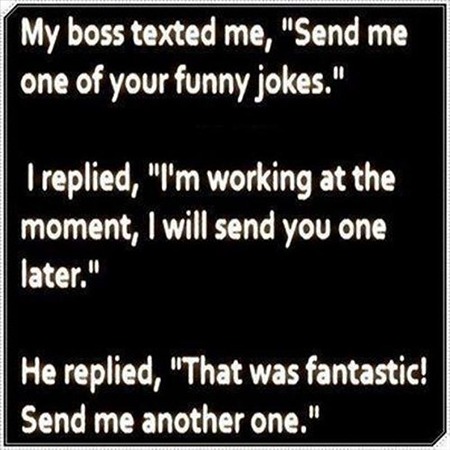 My boss texted me, "Send me
one of your funny jokes."
I replied, "I'm working at the
moment, I will send you one
later."
He replied, "That was fantastic!
Send me another one."